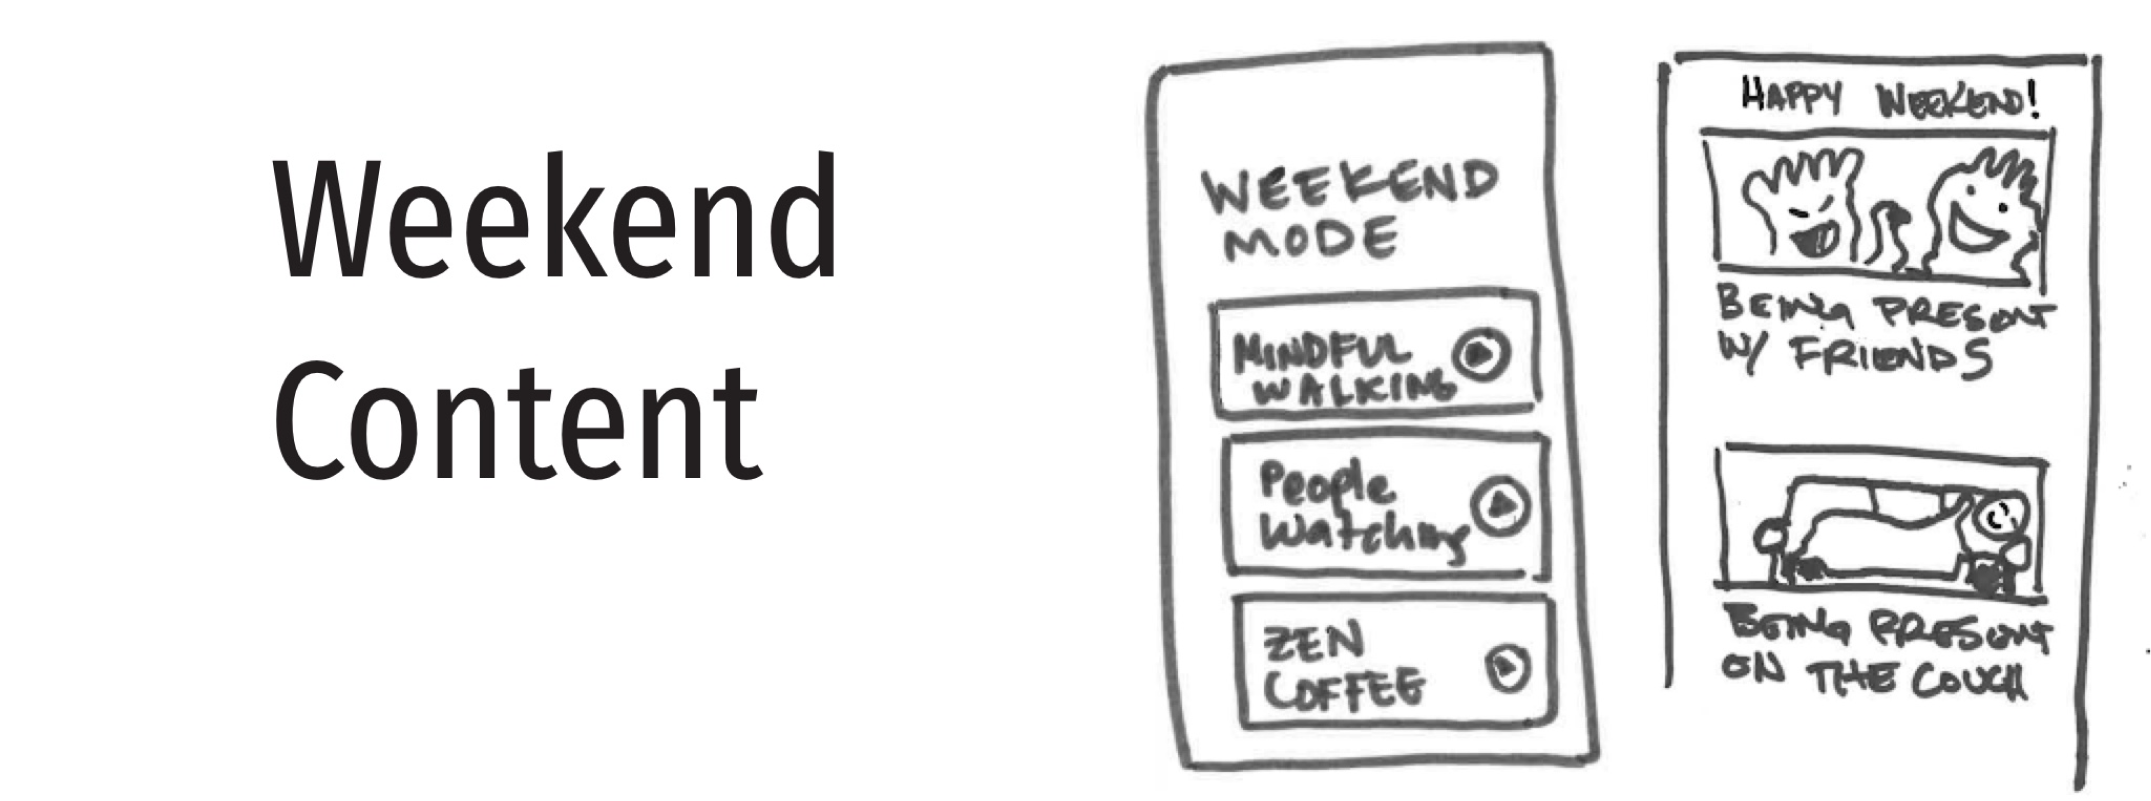 Weekend
Content
WEEKEND
MODE
MINDFUL
WALKING
People
Watching
ZEN
COFFEE
HAPPY WEEKEND!
BEING PRESENT
W/ FRIENDS
BEING PRESENT
ON THE COUCH